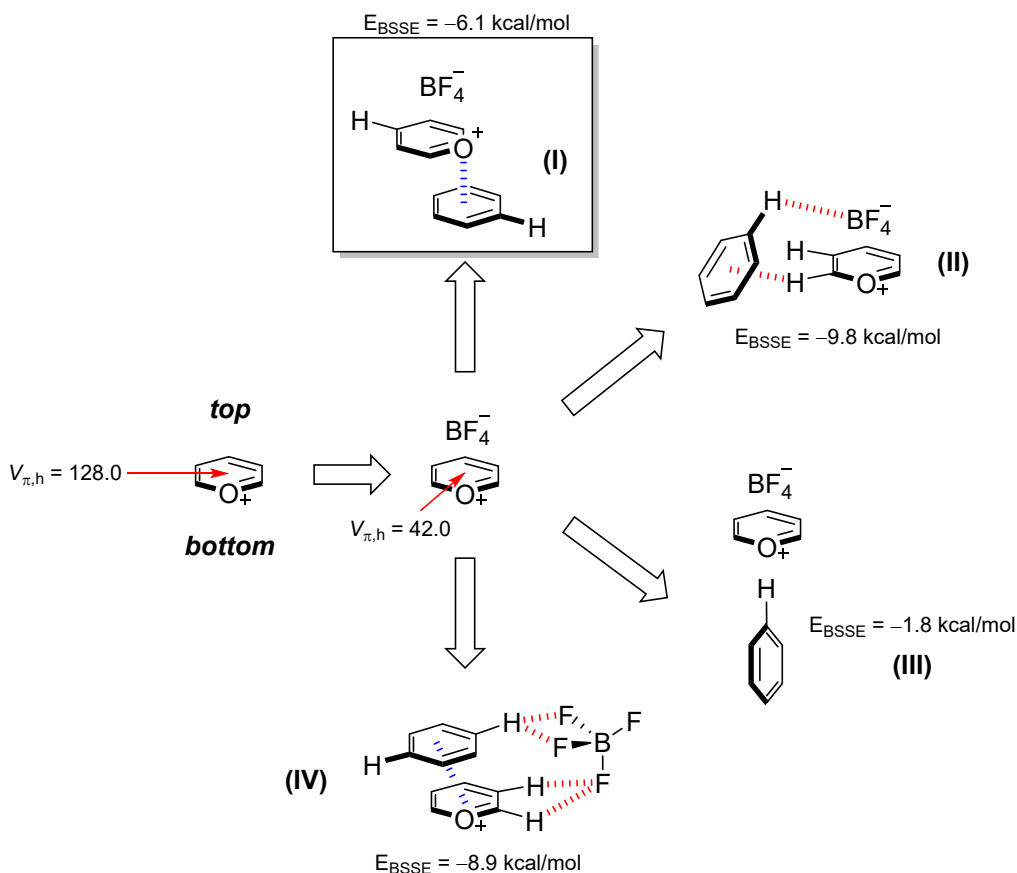 E_BSSE = −6.1 kcal/mol
BF₄⁻
H
O⁺
(I)
H
H
BF₄⁻
H
H
O
+
(II)
E_BSSE = −9.8 kcal/mol
top
BF₄⁻
V_π,h = 128.0
O+
O+
V_π,h = 42.0
bottom
BF₄⁻
O
+
H
E_BSSE = −1.8 kcal/mol
(III)
H
F
F
F
B
H
H
F
(IV)
O
+
H
E_BSSE = −8.9 kcal/mol